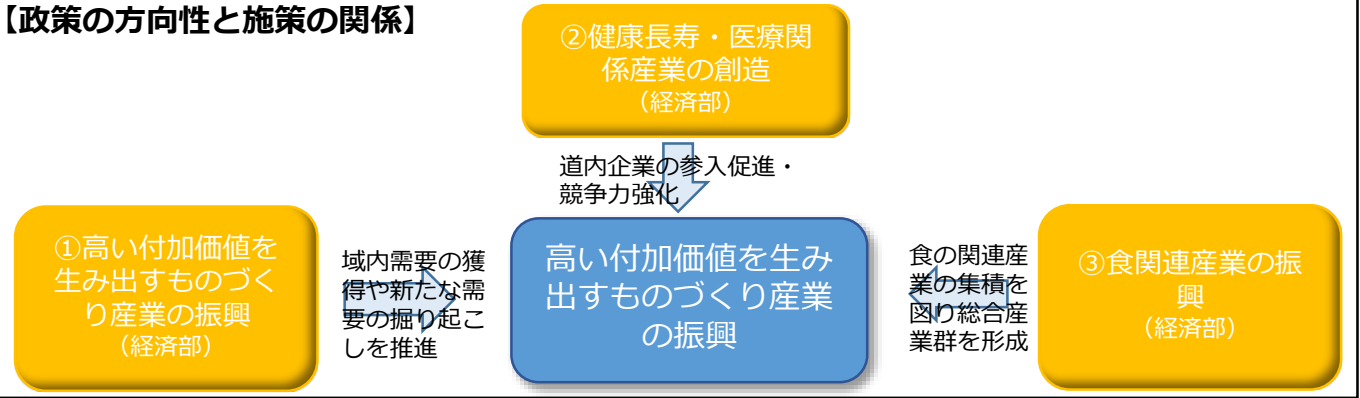 【政策の方向性と施策の関係】
②健康長寿・医療関
係産業の創造
（経済部）
道内企業の参入促進・
競争力強化
①高い付加価値を
生み出すものづく
り産業の振興
（経済部）
域内需要の獲
得や新たな需
要の掘り起こ
しを推進
高い付加価値を生み
出すものづくり産業
の振興
食の関連産
業の集積を
図り総合産
業群を形成
③食関連産業の振
興
（経済部）